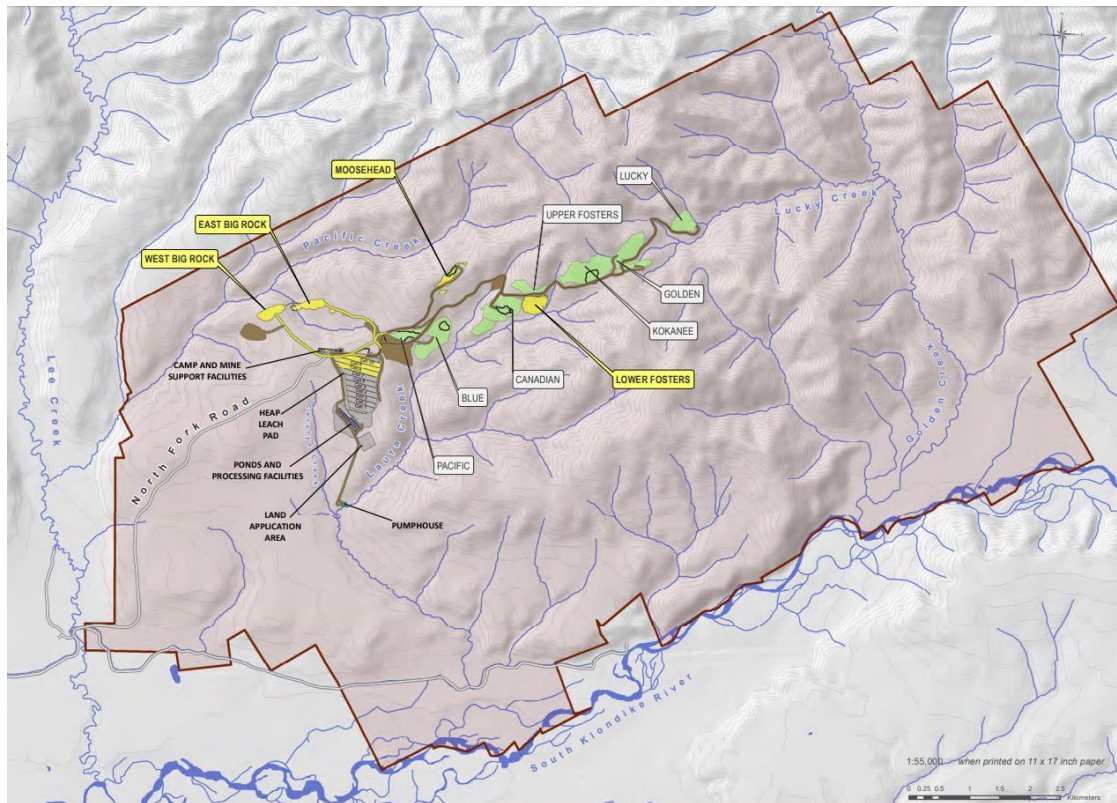 LUCKY
MOOSEHEAD
UPPER FOSTERS
Lucky Creek
EAST BIG ROCK
Pacific Creek
WEST BIG ROCK
GOLDEN
KOKANEE
CAMP AND MINE
SUPPORT FACILITIES
LOWER FOSTERS
CANADIAN
BLUE
Lee Creek
HEAP
LEACH
PAD
Golden Creek
North Fork Road
Laura Creek
PACIFIC
PONDS AND
PROCESSING FACILITIES
LAND
APPLICATION
AREA
PUMPHOUSE
South Klondike River
1:55,000 when printed on 11 x 17 inch paper
0 0.25 0.5 1 1.5 2 2.5
Kilometers